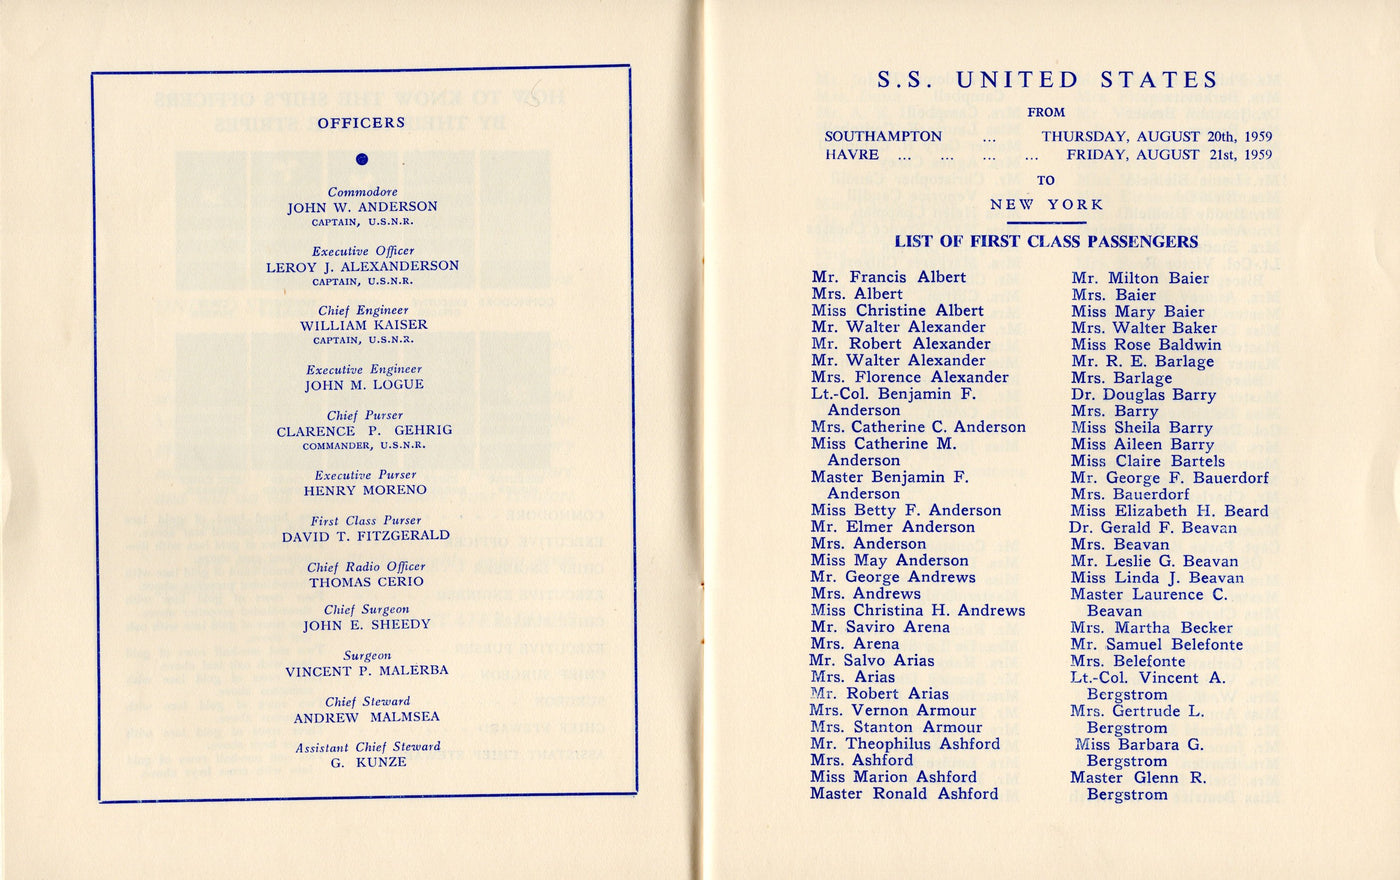 OFFICERS
Commodore
JOHN W. ANDERSON
CAPTAIN, U.S.N.R.
Executive Officer
LEROY J. ALEXANDERSON
CAPTAIN, U.S.N.R.
Chief Engineer
WILLIAM KAISER
CAPTAIN, U.S.N.R.
Executive Engineer
JOHN M. LOGUE
Chief Purser
CLARENCE P. GEHRIG
COMMANDER, U.S.N.R.
Executive Purser
HENRY MORENO
First Class Purser
DAVID T. FITZGERALD
Chief Radio Officer
THOMAS CERIO
Chief Surgeon
JOHN E. SHEEDY
Surgeon
VINCENT P. MALERBA
Chief Steward
ANDREW MALMSEA
Assistant Chief Steward
G. KUNZE
S.S. UNITED STATES
FROM
SOUTHAMPTON ... THURSDAY, AUGUST 20th, 1959
HAVRE ... ... ... ... FRIDAY, AUGUST 21st, 1959
TO
NEW YORK
LIST OF FIRST CLASS PASSENGERS
Mr. Francis Albert
Mrs. Albert
Miss Christine Albert
Mr. Walter Alexander
Mr. Robert Alexander
Mr. Walter Alexander
Mrs. Florence Alexander
Lt.-Col. Benjamin F.
Anderson
Mrs. Catherine C. Anderson
Miss Catherine M.
Anderson
Master Benjamin F.
Anderson
Miss Betty F. Anderson
Mr. Elmer Anderson
Mrs. Anderson
Miss May Anderson
Mr. George Andrews
Mrs. Andrews
Miss Christina H. Andrews
Mr. Saviro Arena
Mrs. Arena
Mr. Salvo Arias
Mrs. Arias
Mr. Robert Arias
Mrs. Vernon Armour
Mrs. Stanton Armour
Mr. Theophilus Ashford
Mrs. Ashford
Miss Marion Ashford
Master Ronald Ashford
Mr. Milton Baier
Mrs. Baier
Miss Mary Baier
Mrs. Walter Baker
Miss Rose Baldwin
Mr. R. E. Barlage
Mrs. Barlage
Dr. Douglas Barry
Mrs. Barry
Miss Sheila Barry
Miss Aileen Barry
Miss Claire Bartels
Mr. George F. Bauerdorf
Mrs. Bauerdorf
Miss Elizabeth H. Beard
Dr. Gerald F. Beavan
Mrs. Beavan
Mr. Leslie G. Beavan
Miss Linda J. Beavan
Master Laurence C.
Beavan
Mrs. Martha Becker
Mr. Samuel Belefonte
Mrs. Belefonte
Lt.-Col. Vincent A.
Bergstrom
Mrs. Gertrude L.
Bergstrom
Miss Barbara G.
Bergstrom
Master Glenn R.
Bergstrom